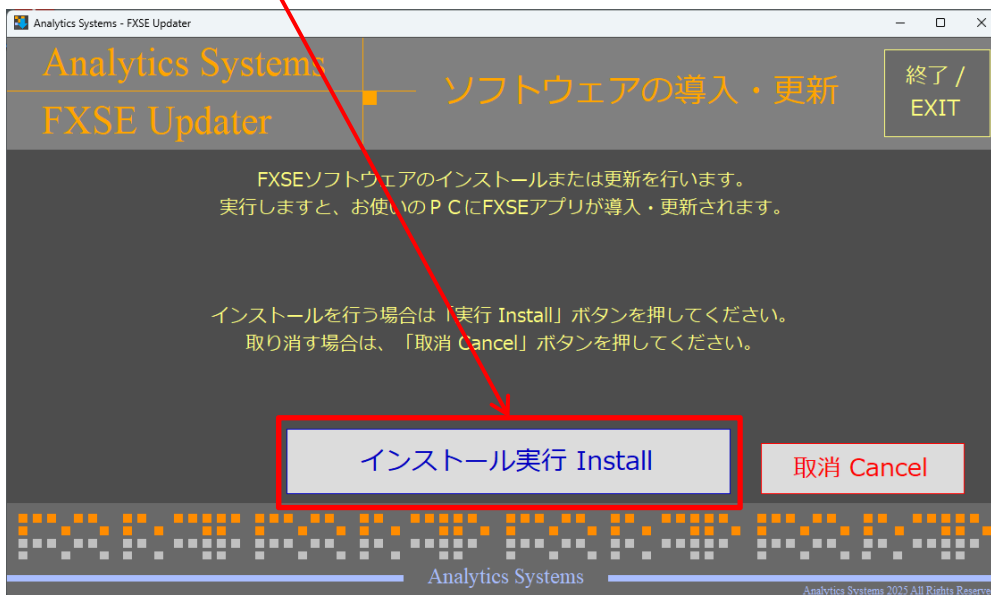 Analytics Systems - FXSE Updater
Analytics Systems
FXSE Updater
ソフトウェアの導入・更新
終了 /
EXIT
FXSEソフトウェアのインストールまたは更新を行います。
実行しますと、お使いのＰＣにFXSEアプリが導入・更新されます。
インストールを行う場合は「実行 Install」ボタンを押してください。
取り消す場合は、「取消 Cancel」ボタンを押してください。
インストール実行 Install
取消 Cancel
Analytics Systems
Analytics Systems 2025 All Rights Reserve